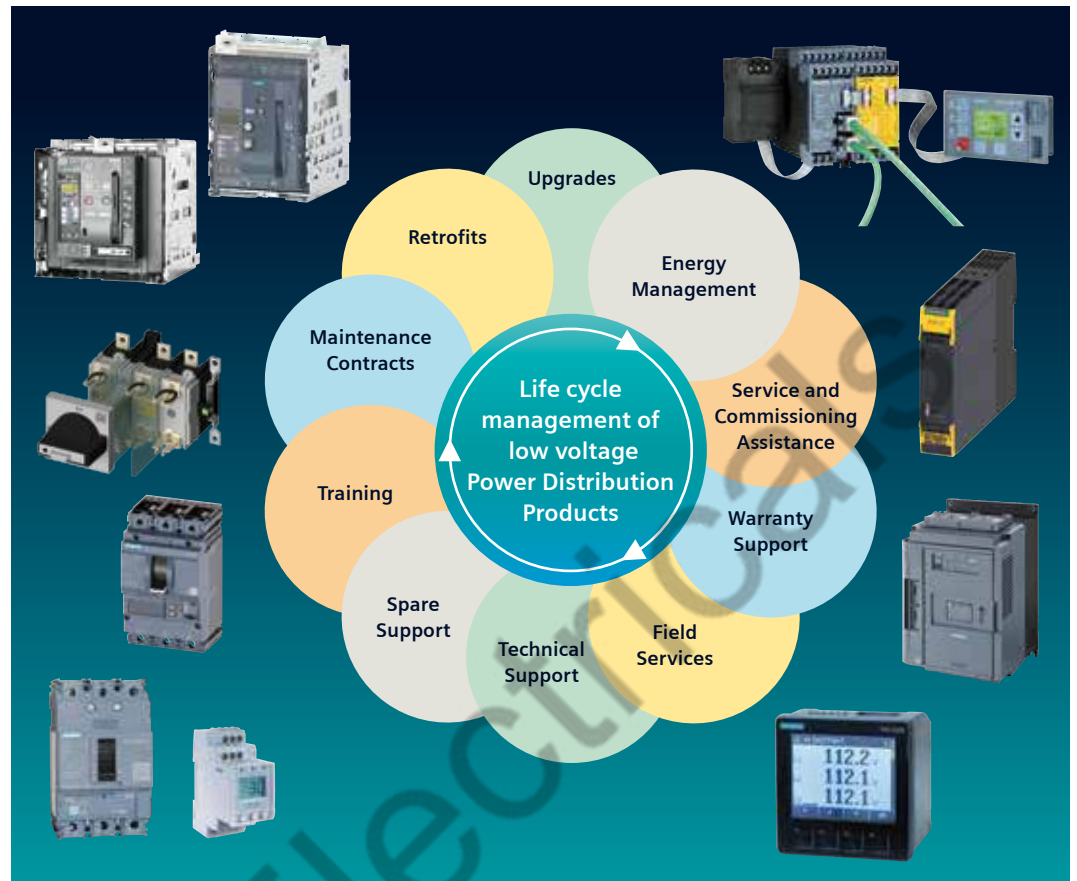 Upgrades
Retrofits
Energy
Management
Maintenance
Contracts
Life cycle
management of
low voltage
Power Distribution
Products
Service and
Commissioning
Assistance
Training
Warranty
Support
Spare
Support
Technical
Support
Field
Services
112.2
112.1
112.1
Electricals